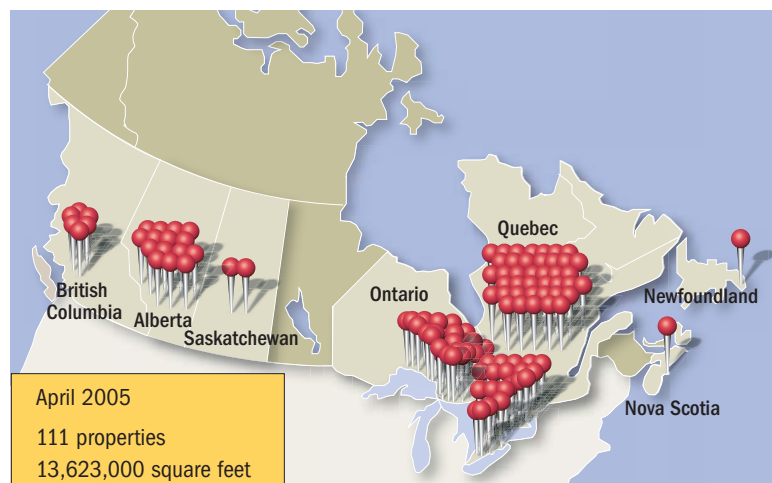 Quebec
British
Columbia
Alberta
Saskatchewan
Ontario
Newfoundland
Nova Scotia
April 2005
111 properties
13,623,000 square feet